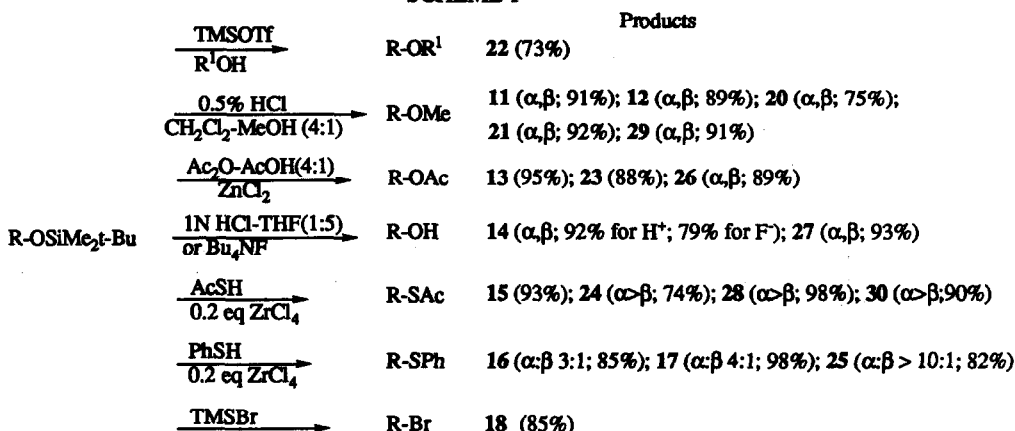 Products
TMSOTf
R¹OH
R-OR¹ 22 (73%)
0.5% HCl
CH₂Cl₂-MeOH (4:1)
R-OMe 11 (α,β; 91%); 12 (α,β; 89%); 20 (α,β; 75%);
21 (α,β; 92%); 29 (α,β; 91%)
Ac₂O-AcOH(4:1)
ZnCl₂
R-OAc 13 (95%); 23 (88%); 26 (α,β; 89%)
R-OSiMe₂t-Bu
1N HCl-THF(1:5)
or Bu₄NF
R-OH 14 (α,β; 92% for H⁺; 79% for F⁻); 27 (α,β; 93%)
AcSH
0.2 eq ZrCl₄
R-SAc 15 (93%); 24 (α>β; 74%); 28 (α>β; 98%); 30 (α>β;90%)
PhSH
0.2 eq ZrCl₄
R-SPh 16 (α:β 3:1; 85%); 17 (α:β 4:1; 98%); 25 (α:β > 10:1; 82%)
TMSBr
R-Br 18 (85%)